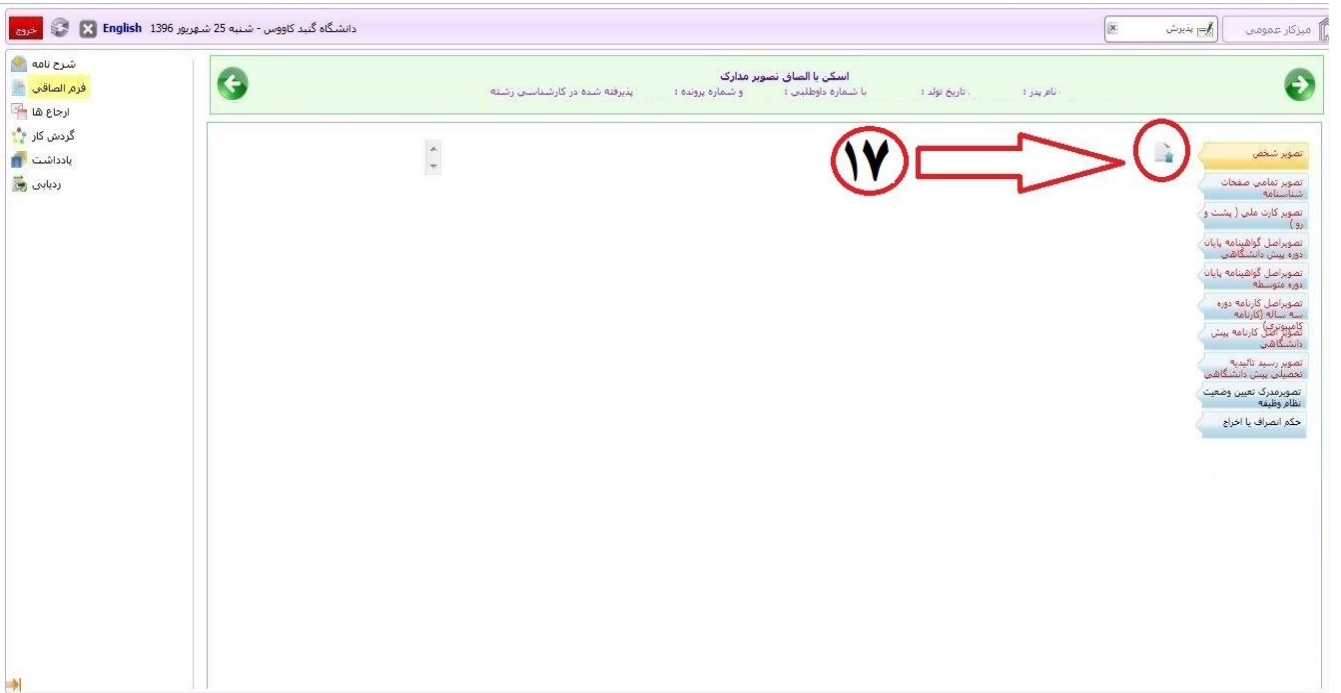 میزکار عمومی
پذیرش
دانشگاه گنبد کاووس - شنبه 25 شهریور 1396 English
خروج
اسکن یا الصاق تصویر مدارک
نام پدر : . تاریخ تولد : با شماره داوطلبی : و شماره پرونده : پذیرفته شده در کارشناسی رشته
شرح نامه
فرم الصاقی
ارجاع ها
گردش کار
یادداشت
ردیابی
۱۷
تصویر شخص
تصویر تمامی صفحات
شناسنامه
تصویر کارت ملی ( پشت و
رو )
تصویراصل گواهینامه پایان
دوره پیش دانشگاهی
تصویراصل گواهینامه پایان
دوره متوسطه
تصویراصل کارنامه دوره
سه ساله (کارنامه
کامپیوتری)
تصویر اصل کارنامه پیش
دانشگاهی
تصویر رسید تائیدیه
تحصیلی پیش دانشگاهی
تصویرمدرک تعیین وضعیت
نظام وظیفه
حکم انصراف یا اخراج